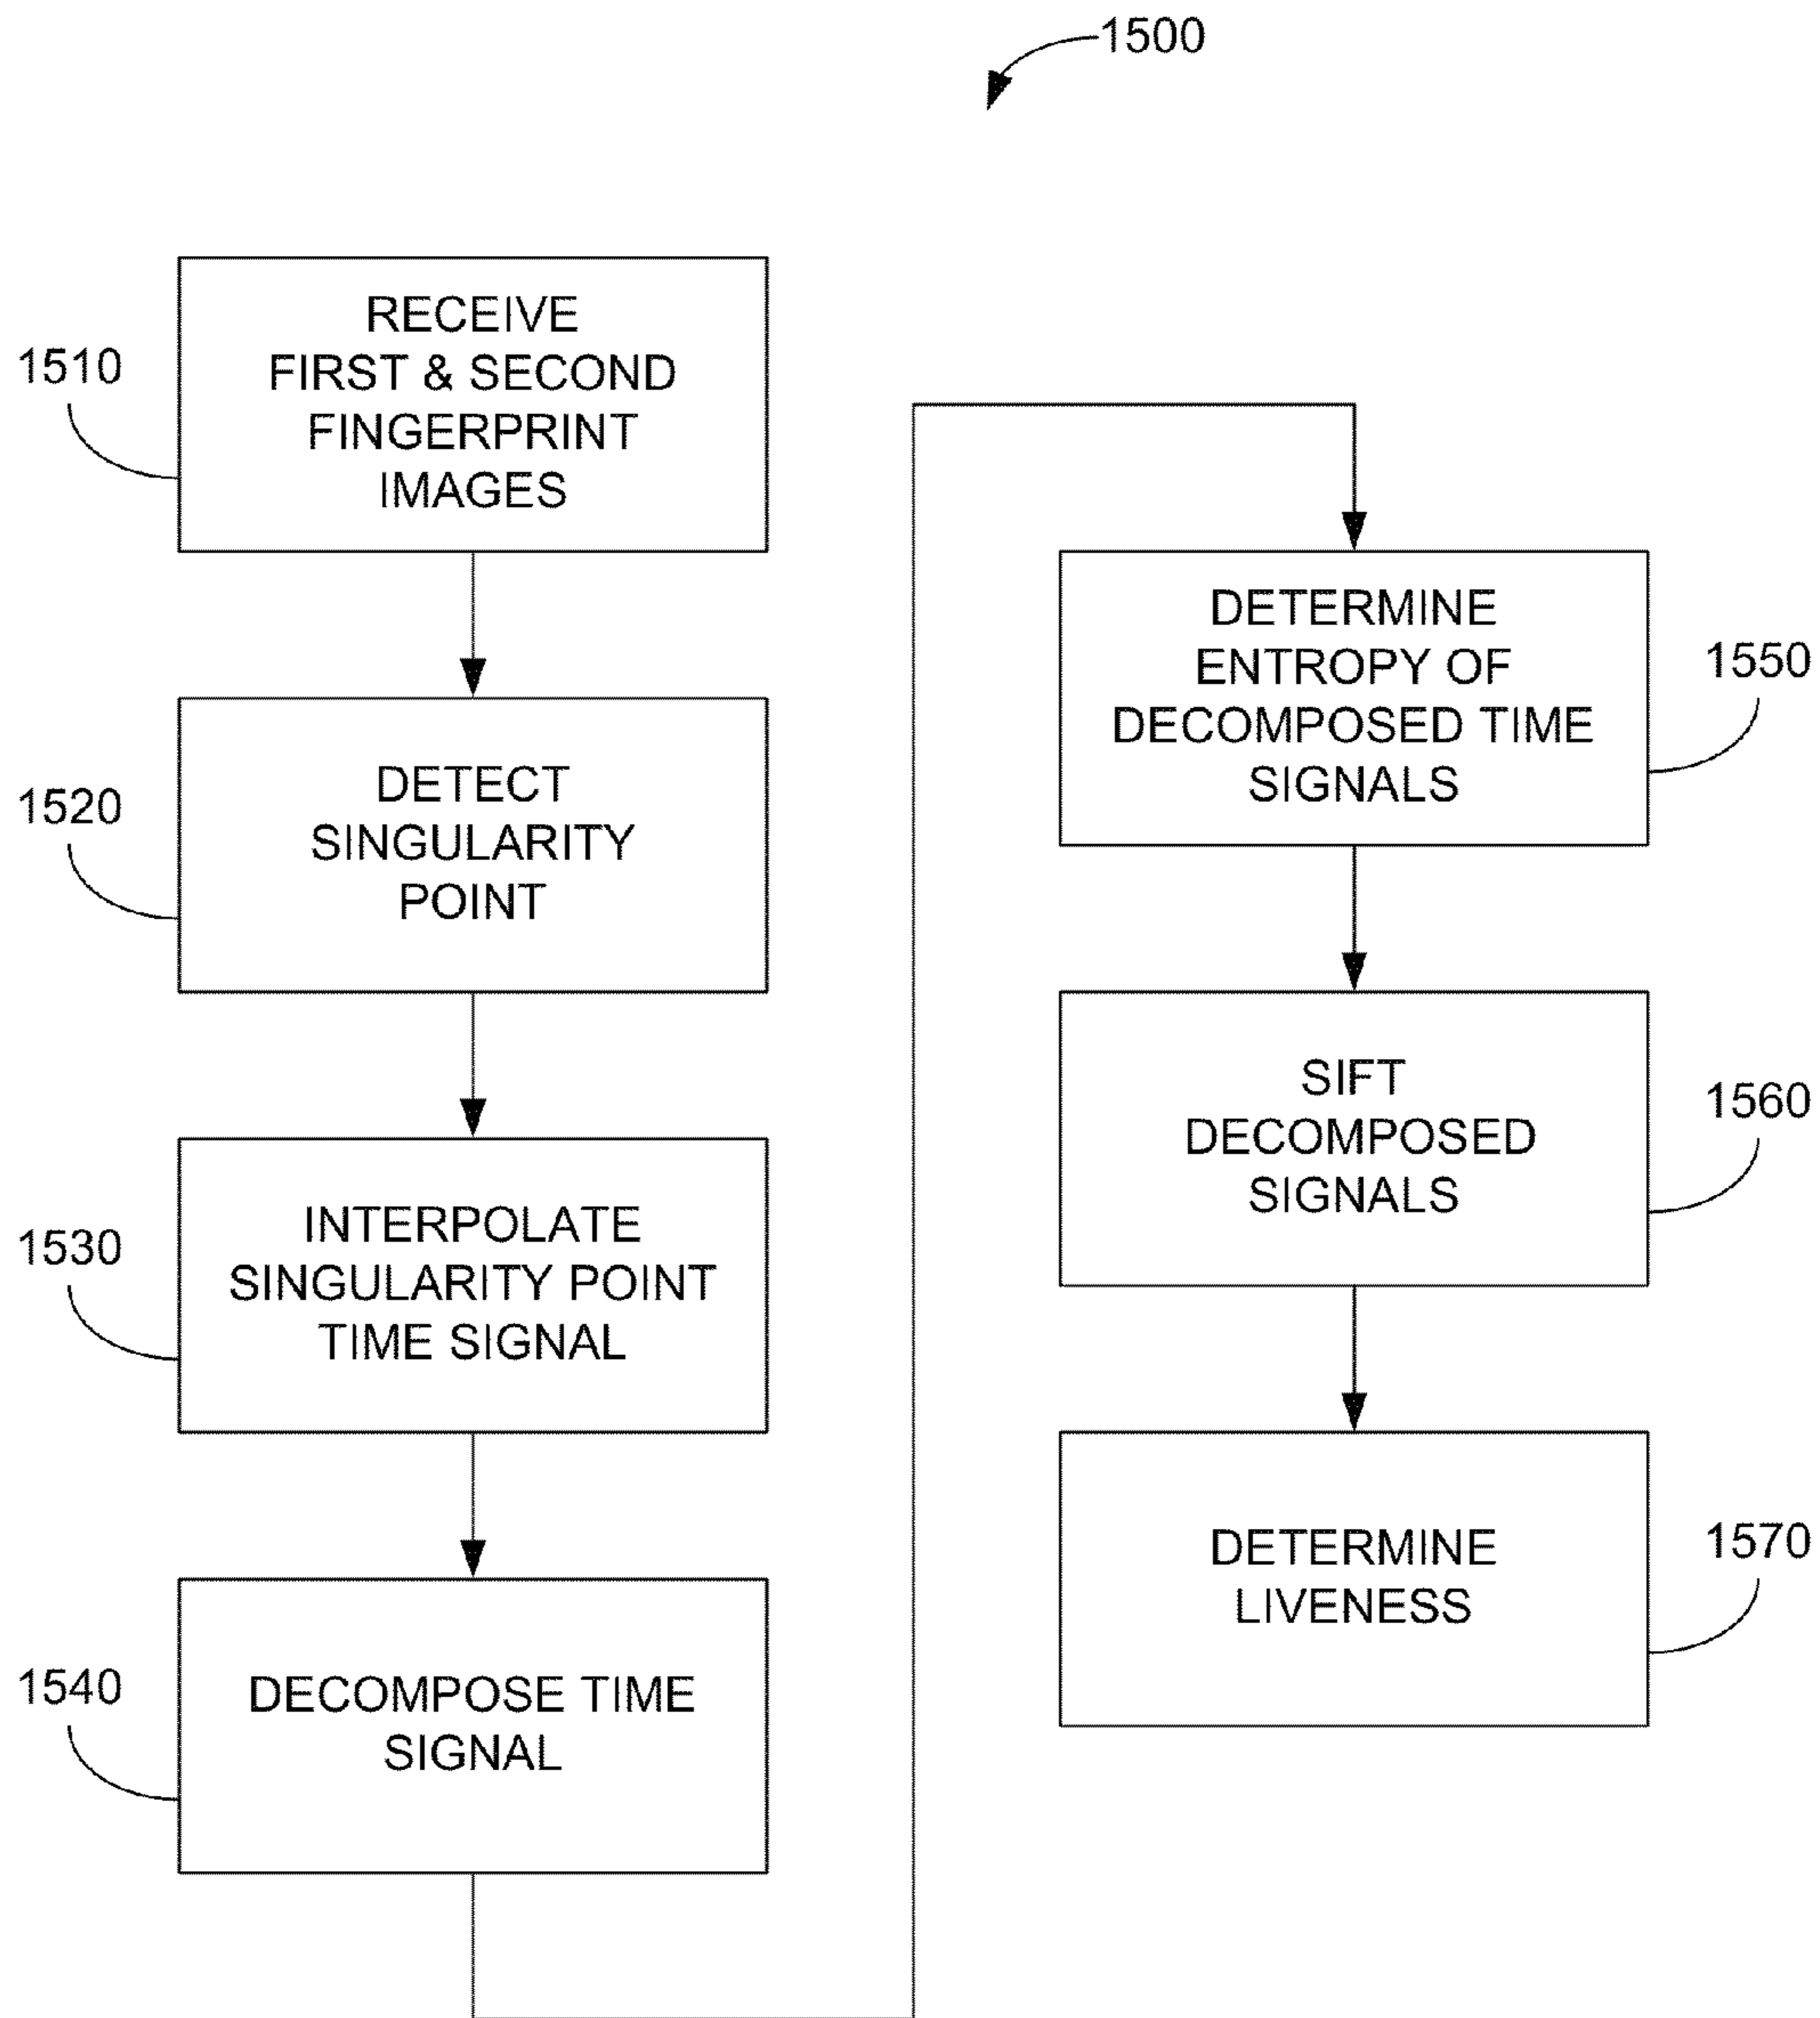 1500
1510
RECEIVE
FIRST & SECOND
FINGERPRINT
IMAGES
1520
DETECT
SINGULARITY
POINT
1530
INTERPOLATE
SINGULARITY POINT
TIME SIGNAL
1540
DECOMPOSE TIME
SIGNAL
DETERMINE
ENTROPY OF
DECOMPOSED TIME
SIGNALS
1550
SIFT
DECOMPOSED
SIGNALS
1560
DETERMINE
LIVENESS
1570